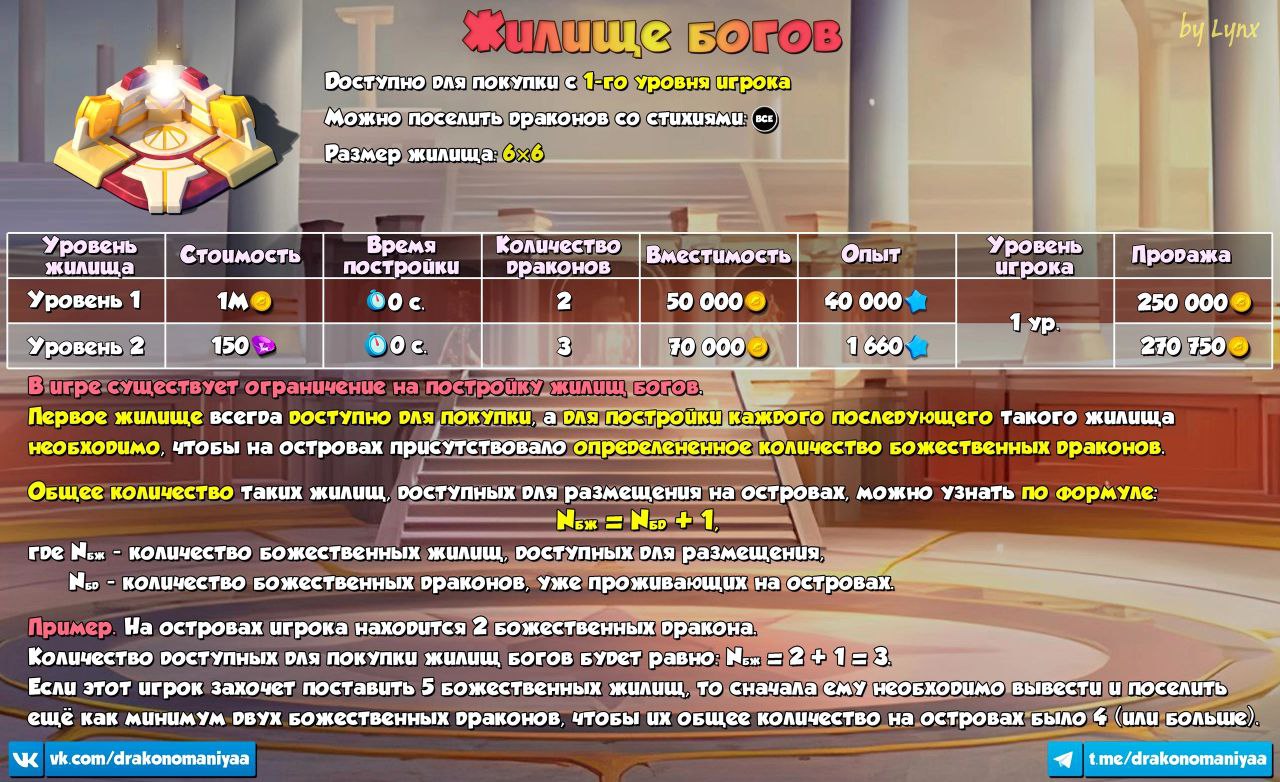 Жилище богов
by Lynx
Доступно для покупки с 1-го уровня игрока
Можно поселить драконов со стихиями: ВСЕ
Размер жилища: 6×6
Уровень жилища Стоимость Время постройки Количество драконов Вместимость Опыт Уровень игрока Продажа
Уровень 1 1М 0 с. 2 50 000 40 000 1 ур. 250 000
Уровень 2 150 0 с. 3 70 000 1 660 270 750
В игре существует ограничение на постройку жилищ богов.
Первое жилище всегда доступно для покупки, а для постройки каждого последующего такого жилища
необходимо, чтобы на островах присутствовало определенное количество божественных драконов.
Общее количество таких жилищ, доступных для размещения на островах, можно узнать по формуле:
Nбж = Nбд + 1,
где Nбж - количество божественных жилищ, доступных для размещения,
Nбд - количество божественных драконов, уже проживающих на островах.
Пример. На островах игрока находится 2 божественных дракона.
Количество доступных для покупки жилищ богов будет равно: Nбж = 2 + 1 = 3.
Если этот игрок захочет поставить 5 божественных жилищ, то сначала ему необходимо вывести и поселить
ещё как минимум двух божественных драконов, чтобы их общее количество на островах было 4 (или больше).
vk.com/drakonomaniyaa
t.me/drakonomaniyaa